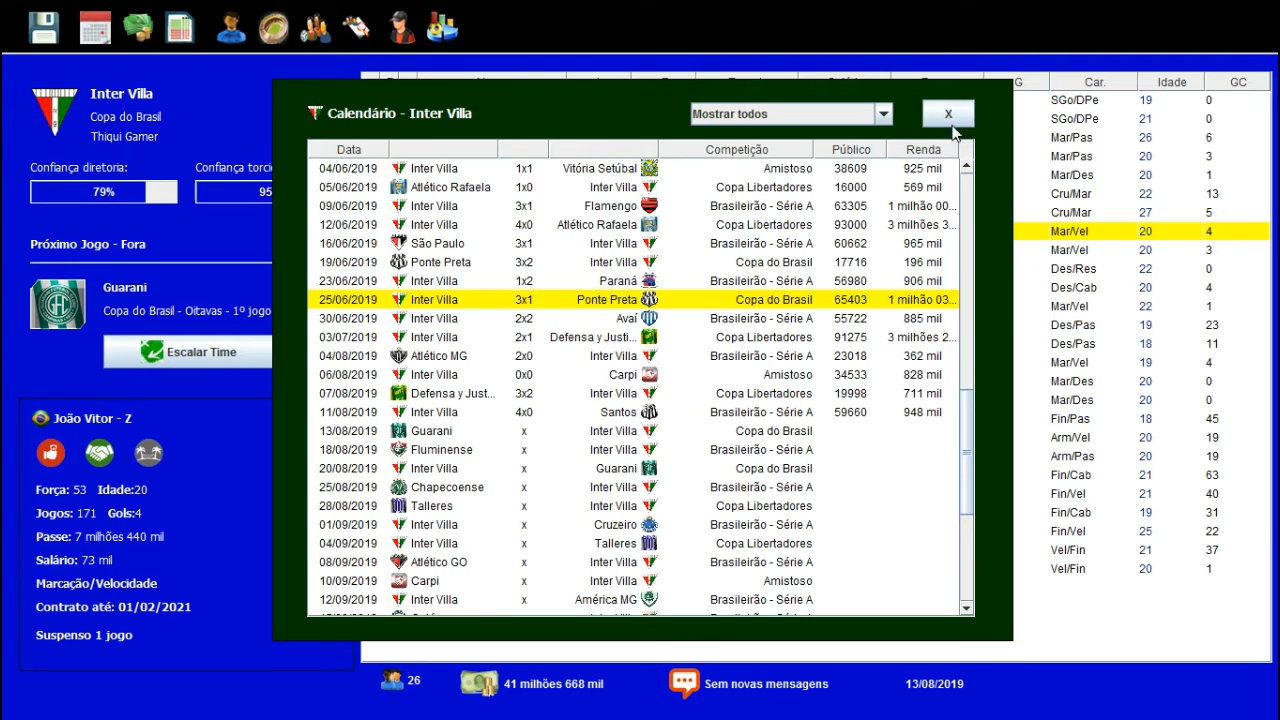 Inter Villa
Copa do Brasil
Thiqui Gamer
Confiança diretoria: Confiança torcid
79% 95
Próximo Jogo - Fora
Guarani
Copa do Brasil - Oitavas - 1º jogo
Escalar Time
João Vitor - Z
Força: 53 Idade:20
Jogos: 171 Gols:4
Passe: 7 milhões 440 mil
Salário: 73 mil
Marcação/Velocidade
Contrato até: 01/02/2021
Suspenso 1 jogo
Calendário - Inter Villa Mostrar todos X
Data Competição Público Renda
04/06/2019 Inter Villa 1x1 Vitória Setúbal Amistoso 38609 925 mil
05/06/2019 Atlético Rafaela 1x0 Inter Villa Copa Libertadores 16000 569 mil
09/06/2019 Inter Villa 3x1 Flamengo Brasileirão - Série A 63305 1 milhão 00...
12/06/2019 Inter Villa 4x0 Atlético Rafaela Copa Libertadores 93000 3 milhões 3...
16/06/2019 São Paulo 3x1 Inter Villa Brasileirão - Série A 60662 965 mil
19/06/2019 Ponte Preta 3x2 Inter Villa Copa do Brasil 17716 196 mil
23/06/2019 Inter Villa 1x2 Paraná Brasileirão - Série A 56980 906 mil
25/06/2019 Inter Villa 3x1 Ponte Preta Copa do Brasil 65403 1 milhão 03...
30/06/2019 Inter Villa 2x2 Avaí Brasileirão - Série A 55722 885 mil
03/07/2019 Inter Villa 2x1 Defensa y Justi... Copa Libertadores 91275 3 milhões 2...
04/08/2019 Atlético MG 2x0 Inter Villa Brasileirão - Série A 23018 362 mil
06/08/2019 Inter Villa 0x0 Carpi Amistoso 34533 828 mil
07/08/2019 Defensa y Just... 3x2 Inter Villa Copa Libertadores 19998 711 mil
11/08/2019 Inter Villa 4x0 Santos Brasileirão - Série A 59660 948 mil
13/08/2019 Guarani x Inter Villa Copa do Brasil
18/08/2019 Fluminense x Inter Villa Brasileirão - Série A
20/08/2019 Inter Villa x Guarani Copa do Brasil
25/08/2019 Chapecoense x Inter Villa Brasileirão - Série A
28/08/2019 Talleres x Inter Villa Copa Libertadores
01/09/2019 Inter Villa x Cruzeiro Brasileirão - Série A
04/09/2019 Inter Villa x Talleres Copa Libertadores
08/09/2019 Atlético GO x Inter Villa Brasileirão - Série A
10/09/2019 Carpi x Inter Villa Amistoso
12/09/2019 Inter Villa x América MG Brasileirão - Série A
G Car. Idade GC
SGo/DPe 19 0
SGo/DPe 21 0
Mar/Pas 26 6
Mar/Pas 20 3
Mar/Des 20 1
Cru/Mar 22 13
Cru/Mar 27 5
Mar/Vel 20 4
Mar/Vel 20 3
Des/Res 22 0
Des/Cab 20 4
Mar/Vel 22 1
Des/Pas 19 23
Des/Pas 18 11
Mar/Vel 19 4
Mar/Des 20 0
Mar/Des 20 0
Fin/Pas 18 45
Arm/Vel 20 19
Arm/Pas 20 19
Fin/Cab 21 63
Fin/Vel 21 40
Fin/Cab 19 31
Fin/Vel 25 22
Vel/Fin 21 37
Vel/Fin 20 1
26 41 milhões 668 mil Sem novas mensagens 13/08/2019